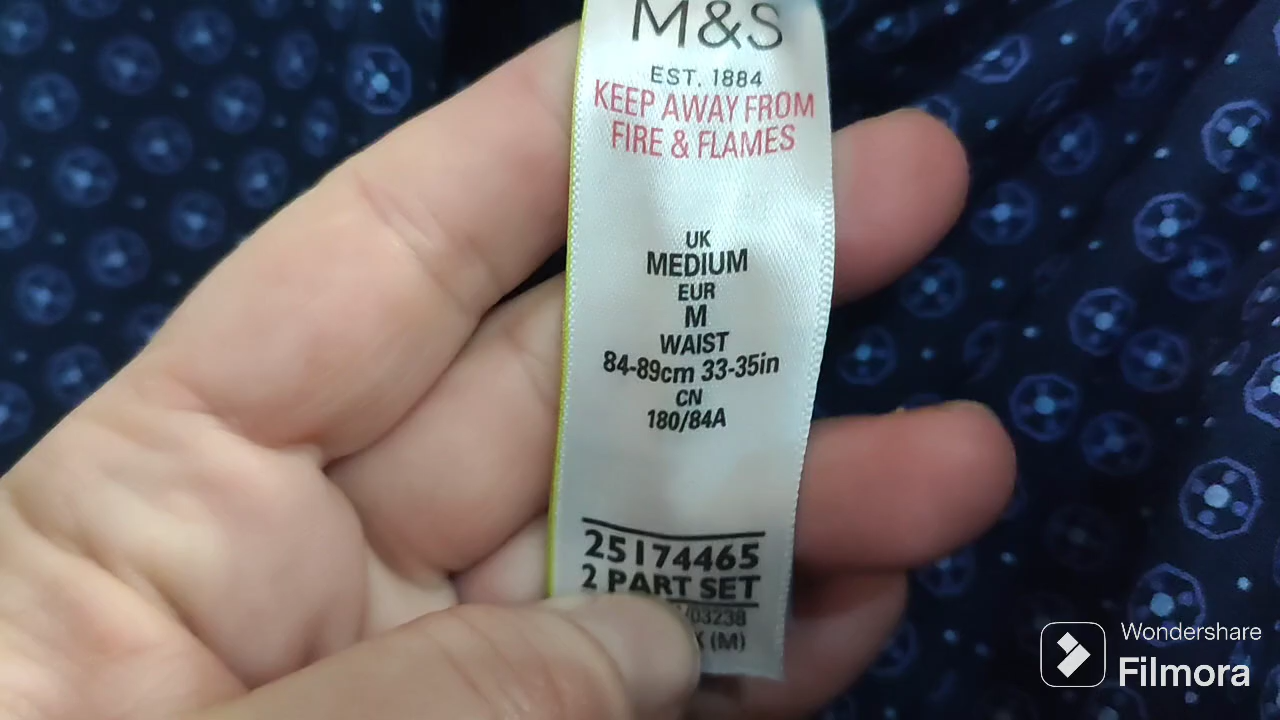 M&S
EST. 1884
KEEP AWAY FROM
FIRE & FLAMES
UK
MEDIUM
EUR
M
WAIST
84-89cm 33-35in
CN
180/84A
25174465
2 PART SET
/03238
(M)
Wondershare
Filmora